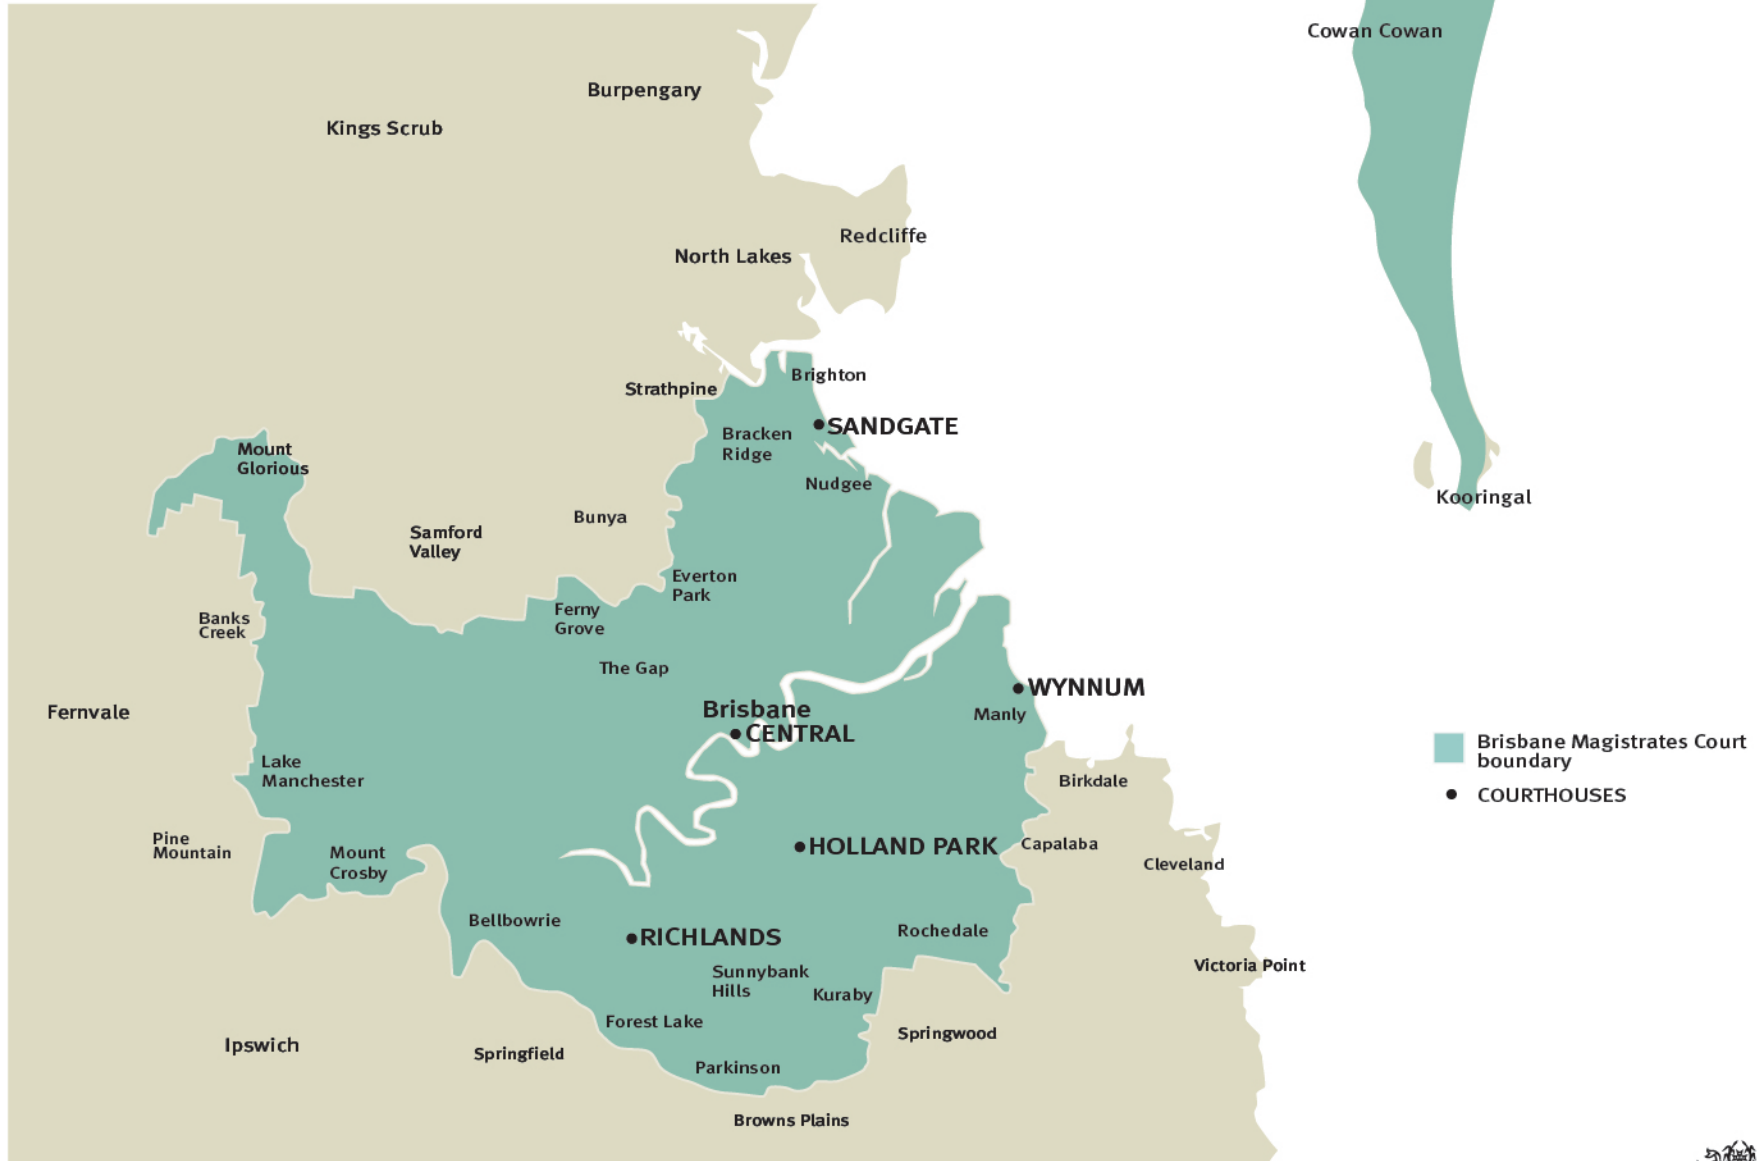 Cowan Cowan
Burpengary
Kings Scrub
Redcliffe
North Lakes
Brighton
Strathpine
SANDGATE
Bracken
Ridge
Mount
Glorious
Nudgee
Kooringal
Bunya
Samford
Valley
Everton
Park
Ferny
Grove
Banks
Creek
The Gap
WYNNUM
Fernvale
Brisbane
CENTRAL
Manly
Brisbane Magistrates Court
boundary
COURTHOUSES
Lake
Manchester
Birkdale
Pine
Mountain
HOLLAND PARK
Capalaba
Mount
Crosby
Cleveland
Bellbowrie
RICHLANDS
Rochedale
Victoria Point
Sunnybank
Hills
Kuraby
Forest Lake
Springwood
Ipswich
Springfield
Parkinson
Browns Plains